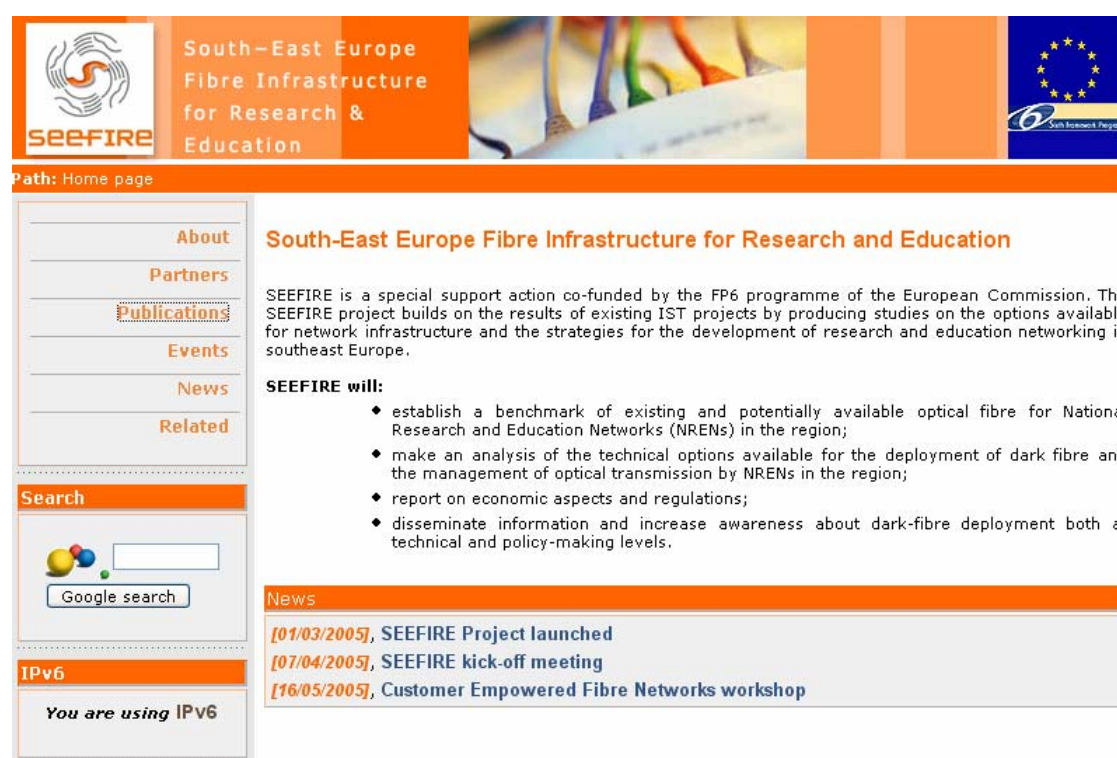 South-East Europe
Fibre Infrastructure
for Research &
Education
SEEFIRE
Sixth Framework
Path: Home page
About
Partners
Publications
Events
News
Related
Search
Google search
IPv6
You are using IPv6
South-East Europe Fibre Infrastructure for Research and Education
SEEFIRE is a special support action co-funded by the FP6 programme of the European Commission. Th
SEEFIRE project builds on the results of existing IST projects by producing studies on the options availabl
for network infrastructure and the strategies for the development of research and education networking i
southeast Europe.
SEEFIRE will:
• establish a benchmark of existing and potentially available optical fibre for Nationa
Research and Education Networks (NRENs) in the region;
• make an analysis of the technical options available for the deployment of dark fibre an
the management of optical transmission by NRENs in the region;
• report on economic aspects and regulations;
• disseminate information and increase awareness about dark-fibre deployment both a
technical and policy-making levels.
News
[01/03/2005], SEEFIRE Project launched
[07/04/2005], SEEFIRE kick-off meeting
[16/05/2005], Customer Empowered Fibre Networks workshop